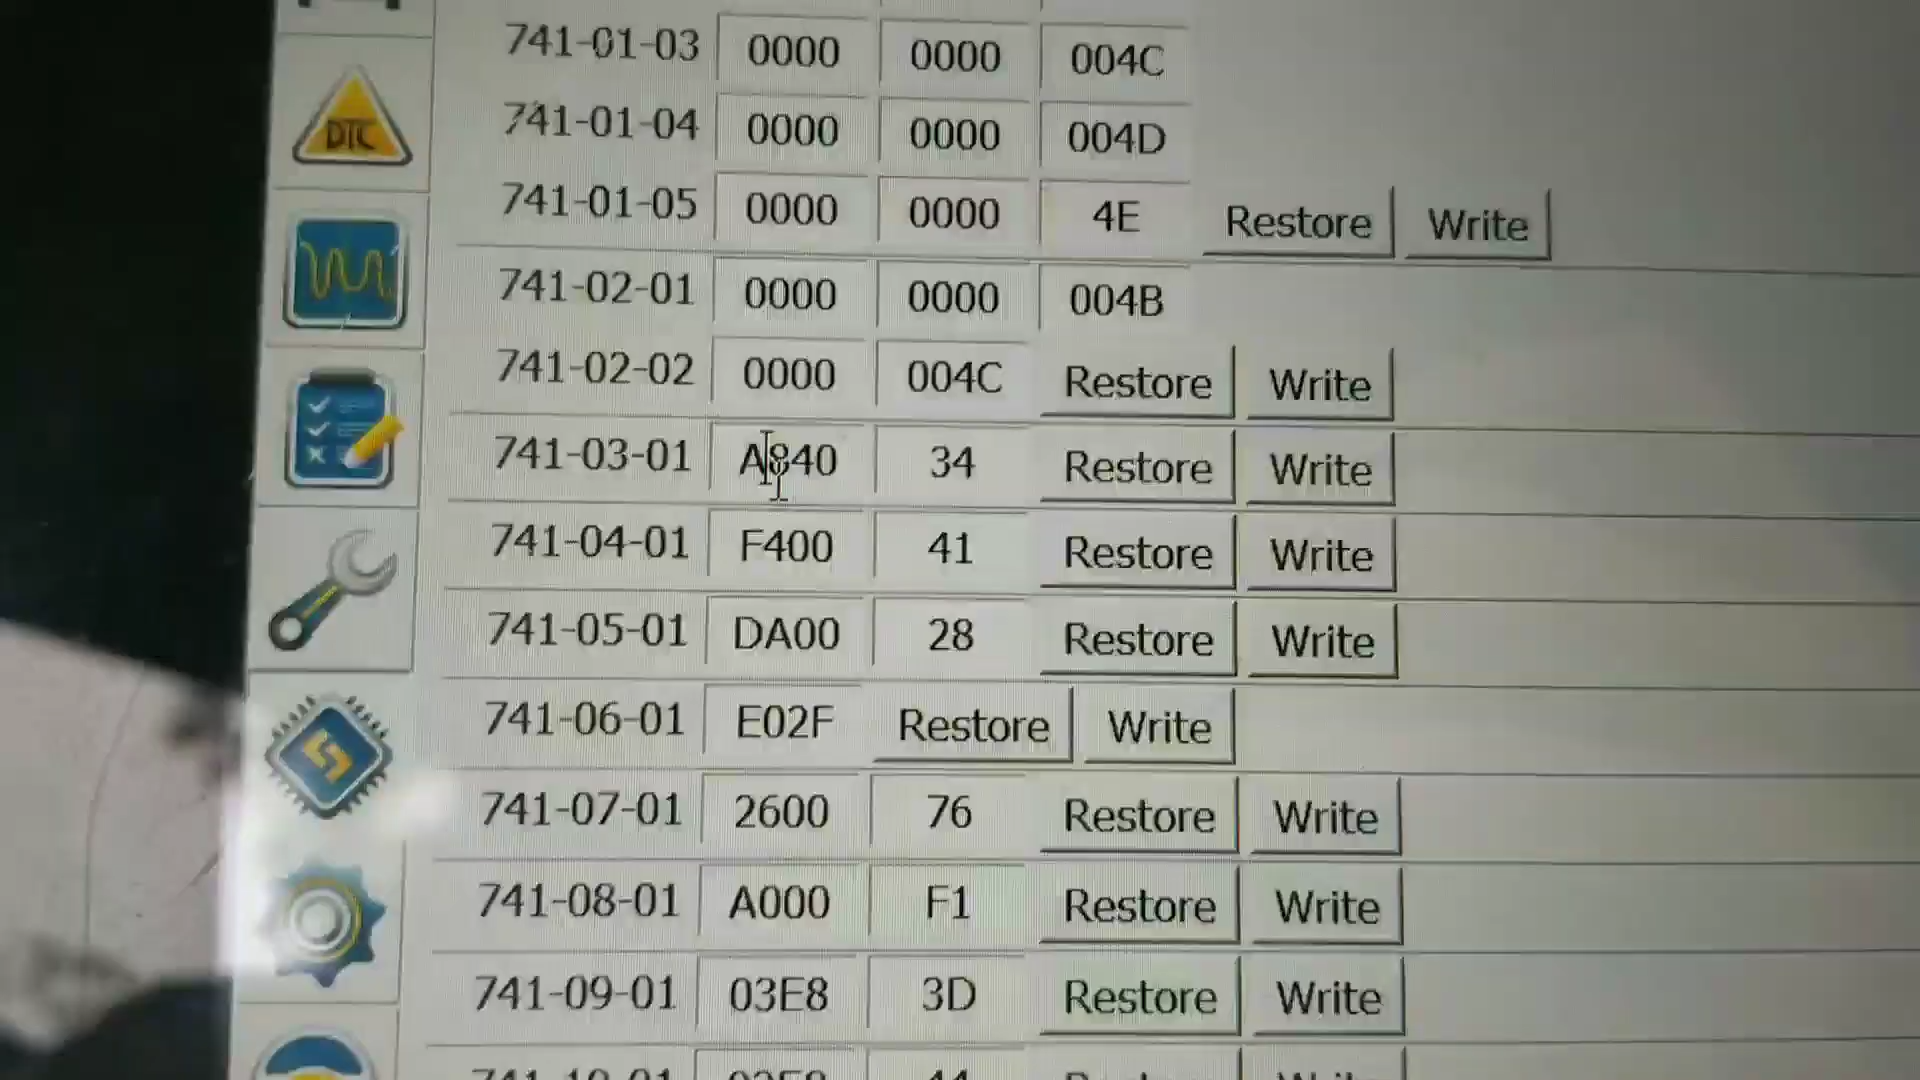 741-01-03 0000 0000 004C
DTC
741-01-04 0000 0000 004D
741-01-05 0000 0000 4E Restore Write
741-02-01 0000 0000 004B
741-02-02 0000 004C Restore Write
741-03-01 A840 34 Restore Write
741-04-01 F400 41 Restore Write
741-05-01 DA00 28 Restore Write
741-06-01 E02F Restore Write
741-07-01 2600 76 Restore Write
741-08-01 A000 F1 Restore Write
741-09-01 03E8 3D Restore Write